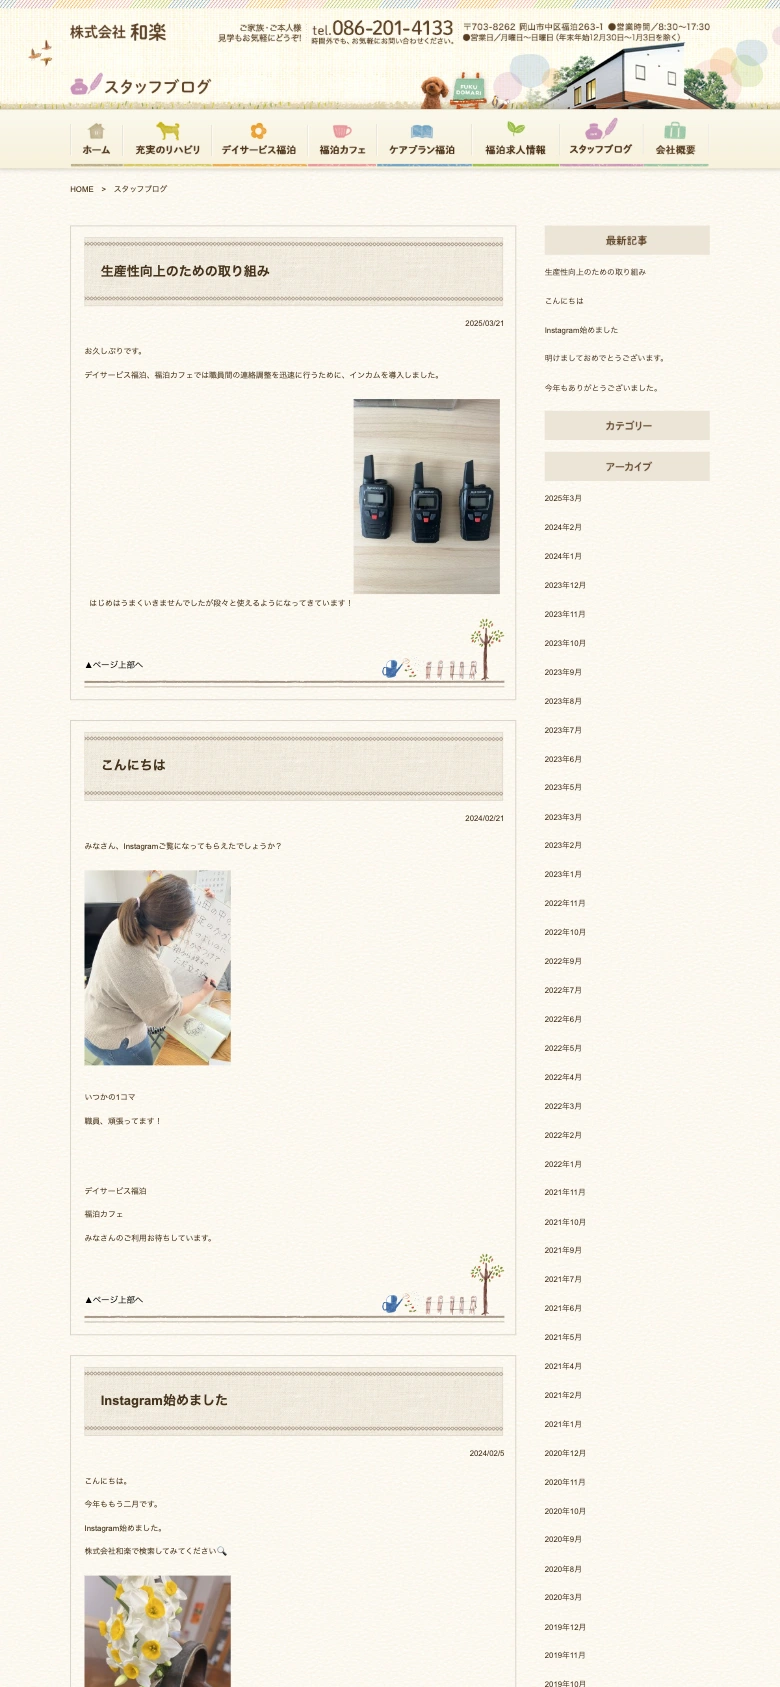 株式会社 和楽
ご家族・ご本人様
見学もお気軽にどうぞ!
tel.086-201-4133
時間外でも、お気軽にお問い合わせください。
〒703-8262 岡山市中区福泊263-1 ●営業時間／8:30〜17:30
●営業日／月曜日〜日曜日（年末年始12月30日〜1月3日を除く）
スタッフブログ
FUKU
DOMARI
ホーム
充実のリハビリ
デイサービス福泊
福泊カフェ
ケアプラン福泊
福泊求人情報
スタッフブログ
会社概要
HOME > スタッフブログ
生産性向上のための取り組み
2025/03/21
お久しぶりです。
デイサービス福泊、福泊カフェでは職員間の連絡調整を迅速に行うために、インカムを導入しました。
はじめはうまくいきませんでしたが段々と使えるようになってきています！
▲ページ上部へ
こんにちは
2024/02/21
みなさん、Instagramご覧になってもらえたでしょうか？
いつかの1コマ
職員、頑張ってます！
デイサービス福泊
福泊カフェ
みなさんのご利用お待ちしています。
▲ページ上部へ
Instagram始めました
2024/02/5
こんにちは。
今年ももう二月です。
Instagram始めました。
株式会社和楽で検索してみてください🔍
最新記事
生産性向上のための取り組み
こんにちは
Instagram始めました
明けましておめでとうございます。
今年もありがとうございました。
カテゴリー
アーカイブ
2025年3月
2024年2月
2024年1月
2023年12月
2023年11月
2023年10月
2023年9月
2023年8月
2023年7月
2023年6月
2023年5月
2023年3月
2023年2月
2023年1月
2022年11月
2022年10月
2022年9月
2022年7月
2022年6月
2022年5月
2022年4月
2022年3月
2022年2月
2022年1月
2021年11月
2021年10月
2021年9月
2021年7月
2021年6月
2021年5月
2021年4月
2021年2月
2021年1月
2020年12月
2020年11月
2020年10月
2020年9月
2020年8月
2020年3月
2019年12月
2019年11月
2019年10月